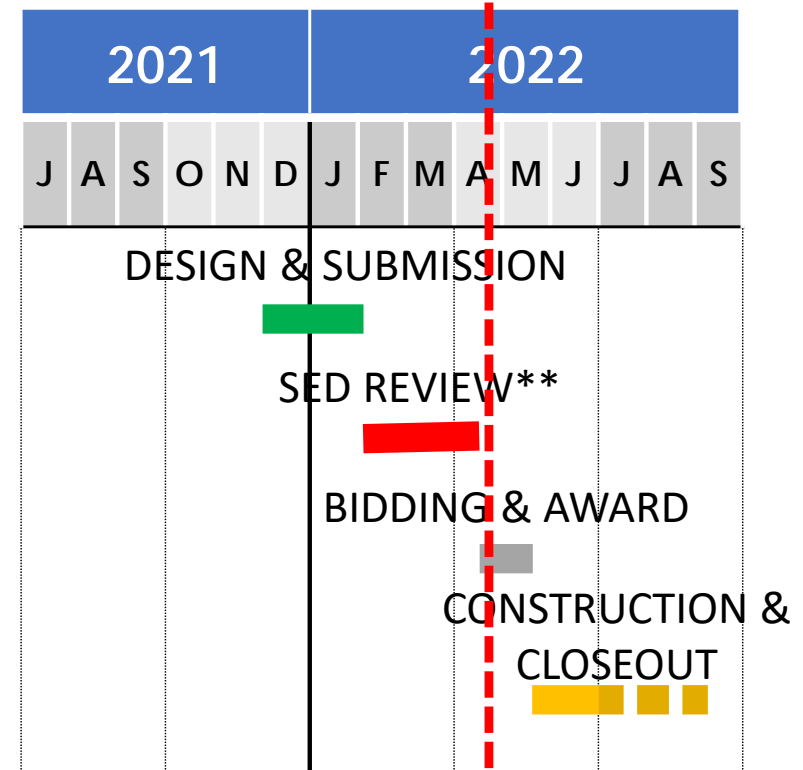 2021 2022
J A S O N D J F M A M J J A S
DESIGN & SUBMISSION
SED REVIEW**
BIDDING & AWARD
CONSTRUCTION &
CLOSEOUT